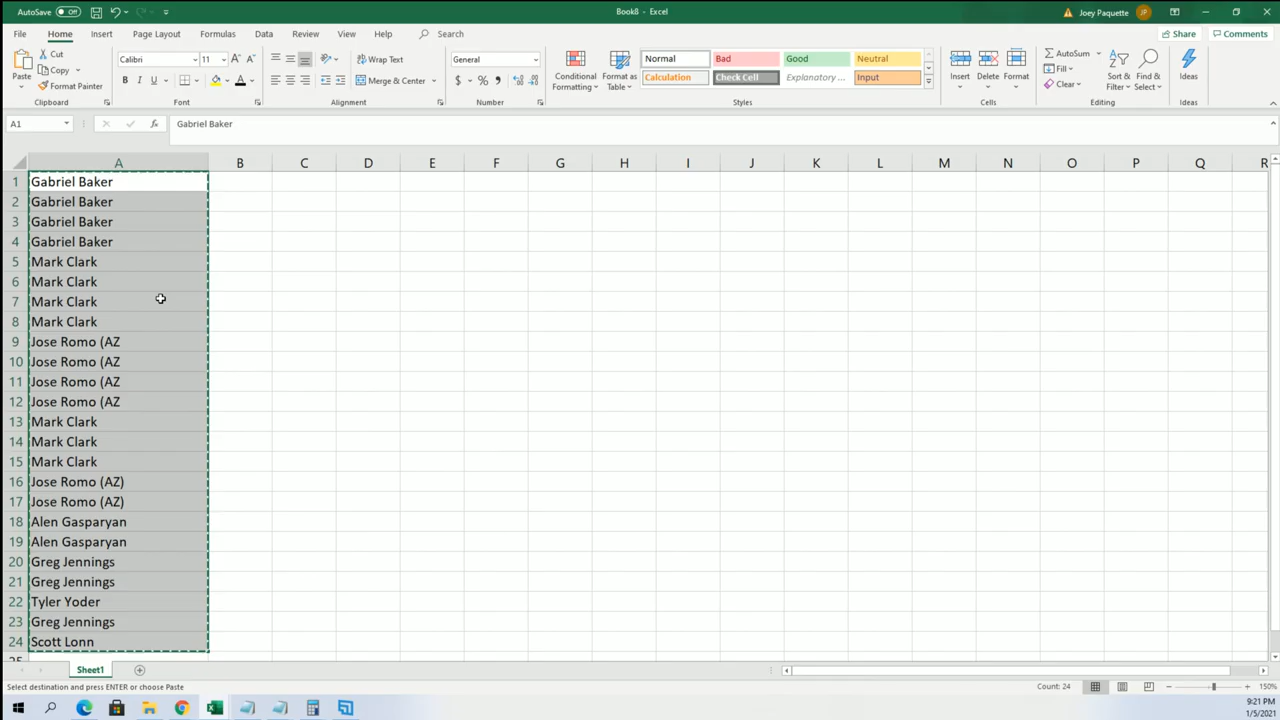 AutoSave Off
Book8 - Excel
Joey Paquette JP
File Home Insert Page Layout Formulas Data Review View Help Search
Share Comments
Paste
Cut
Copy
Format Painter
Clipboard
Calibri 11
B I U
Font
Wrap Text
Merge & Center
Alignment
General
$ % 9
Number
Conditional Formatting
Format as Table
Normal Bad Good Neutral
Calculation Check Cell Explanatory ... Input
Styles
Insert Delete Format
Cells
AutoSum
Fill
Clear
Sort & Filter
Find & Select
Editing
Ideas
Ideas
A1 fx Gabriel Baker
A B C D E F G H I J K L M N O P Q R
1 Gabriel Baker
2 Gabriel Baker
3 Gabriel Baker
4 Gabriel Baker
5 Mark Clark
6 Mark Clark
7 Mark Clark
8 Mark Clark
9 Jose Romo (AZ
10 Jose Romo (AZ
11 Jose Romo (AZ
12 Jose Romo (AZ
13 Mark Clark
14 Mark Clark
15 Mark Clark
16 Jose Romo (AZ)
17 Jose Romo (AZ)
18 Alen Gasparyan
19 Alen Gasparyan
20 Greg Jennings
21 Greg Jennings
22 Tyler Yoder
23 Greg Jennings
24 Scott Lonn
25
Sheet1
Select destination and press ENTER or choose Paste
Count: 24
150%
9:21 PM
1/5/2021